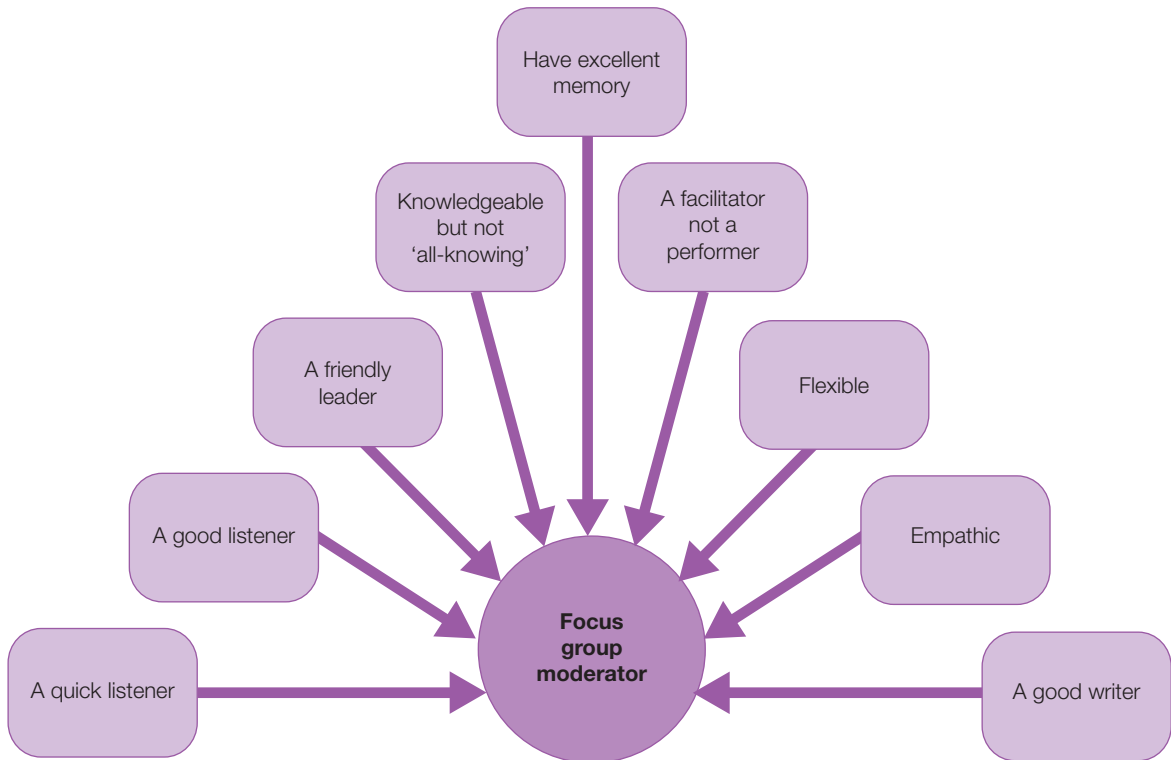 Have excellent
memory
Knowledgeable
but not
‘all-knowing’
A facilitator
not a
performer
A friendly
leader
Flexible
A good listener
Empathic
Focus
group
moderator
A quick listener
A good writer